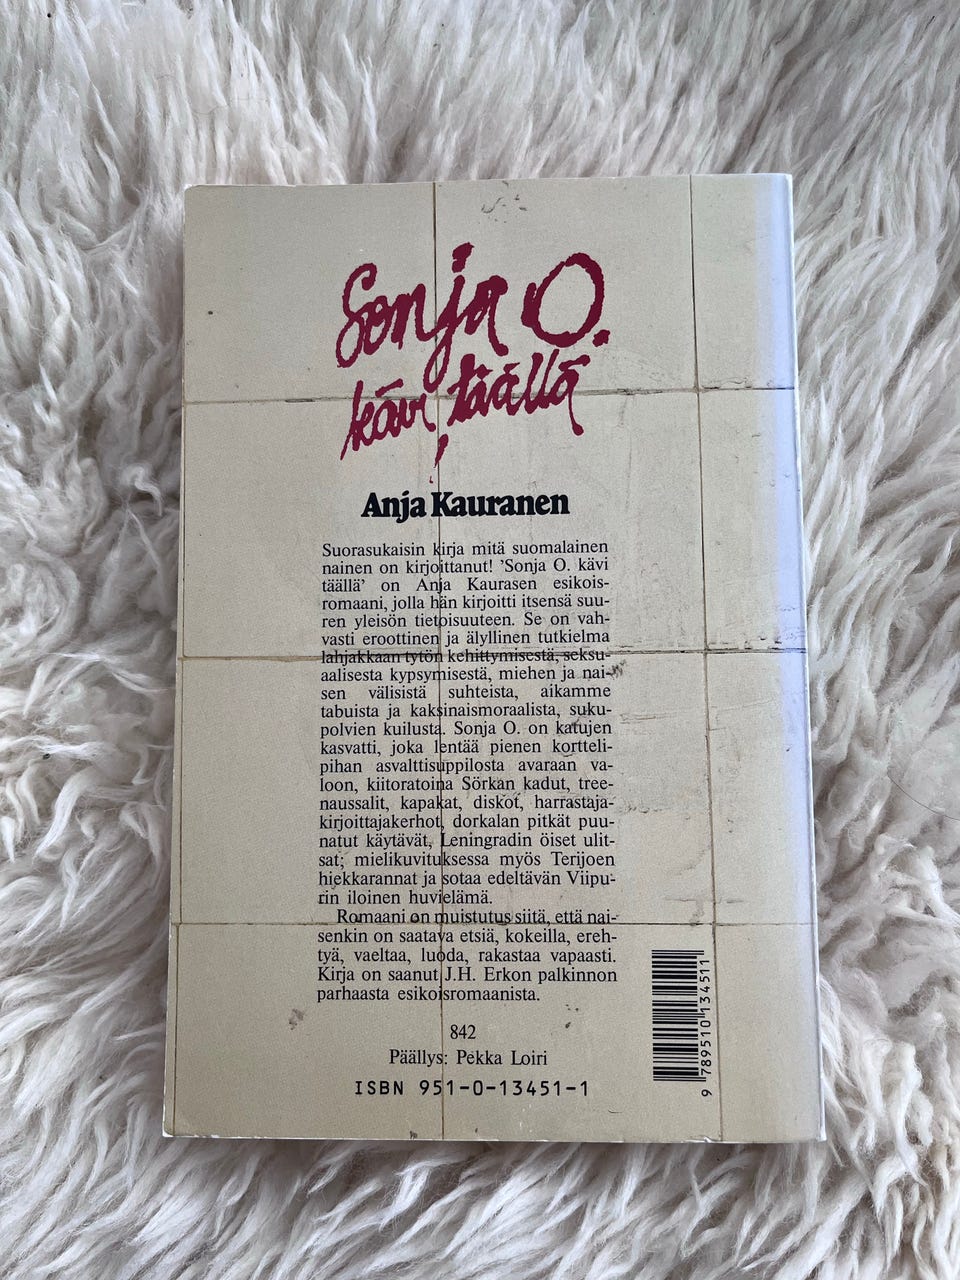 Sonja O.
kävi täällä
Anja Kauranen
Suorasukaisin kirja mitä suomalainen
nainen on kirjoittanut! 'Sonja O. kävi
täällä' on Anja Kaurasen esikois-
romaani, jolla hän kirjoitti itsensä suu-
ren yleisön tietoisuuteen. Se on vah-
vasti eroottinen ja älyllinen tutkielma
lahjakkaan tytön kehittymisestä, seksu-
aalisesta kypsymisestä, miehen ja nai-
sen välisistä suhteista, aikamme
tabuista ja kaksinaismoraalista, suku-
polvien kuilusta. Sonja O. on katujen
kasvatti, joka lentää pienen kortteli-
pihan asvalttisuppilosta avaraan va-
loon, kiitoratoina Sörkan kadut, tree-
naussalit, kapakat, diskot, harrastaja-
kirjoittajakerhot, dorkalan pitkät puu-
natut käytävät, Leningradin öiset ulit-
sat; mielikuvituksessa myös Terijoen
hiekkarannat ja sotaa edeltävän Viipu-
rin iloinen huvielämä.
Romaani on muistutus siitä, että nai-
senkin on saatava etsiä, kokeilla, ereh-
tyä, vaeltaa, luoda, rakastaa vapaasti.
Kirja on saanut J.H. Erkon palkinnon
parhaasta esikoisromaanista.
842
Päällys: Pekka Loiri
ISBN 951-0-13451-1
9 789510 134511